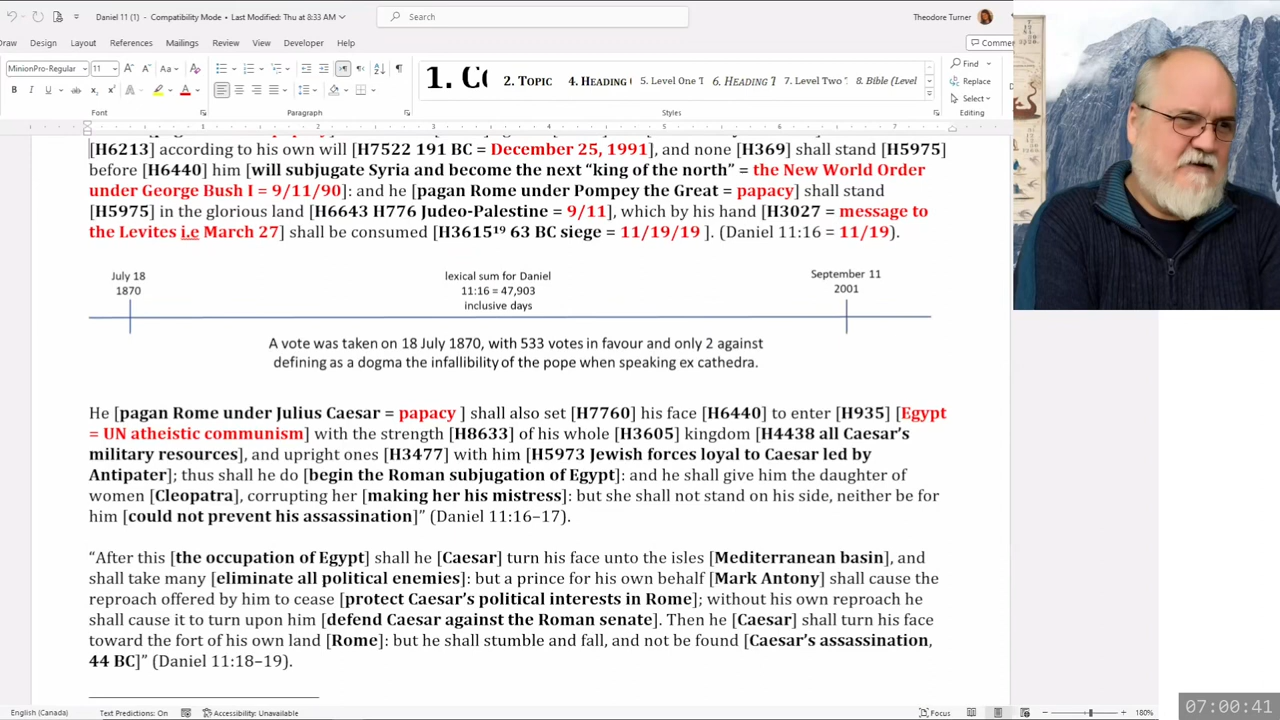 Daniel 11 (1) - Compatibility Mode • Last Modified: Thu at 8:33 AM
Search
Theodore Turner
Draw Design Layout References Mailings Review View Developer Help
Comme
MinionPro-Regular 11
Aa
1. Co 2. Topic 4. Heading 5. Level One T 6. Heading T 7. Level Two 8. Bible (Level
Find
Replace
Select
B I U
Font
Paragraph
Styles
Editing
[H6213] according to his own will [H7522 191 BC = December 25, 1991], and none [H369] shall stand [H5975]
before [H6440] him [will subjugate Syria and become the next “king of the north” = the New World Order
under George Bush I = 9/11/90]: and he [pagan Rome under Pompey the Great = papacy] shall stand
[H5975] in the glorious land [H6643 H776 Judeo-Palestine = 9/11], which by his hand [H3027 = message to
the Levites i.e March 27] shall be consumed [H3615¹⁹ 63 BC siege = 11/19/19 ]. (Daniel 11:16 = 11/19).
July 18
1870
lexical sum for Daniel
11:16 = 47,903
inclusive days
September 11
2001
A vote was taken on 18 July 1870, with 533 votes in favour and only 2 against
defining as a dogma the infallibility of the pope when speaking ex cathedra.
He [pagan Rome under Julius Caesar = papacy ] shall also set [H7760] his face [H6440] to enter [H935] [Egypt
= UN atheistic communism] with the strength [H8633] of his whole [H3605] kingdom [H4438 all Caesar’s
military resources], and upright ones [H3477] with him [H5973 Jewish forces loyal to Caesar led by
Antipater]; thus shall he do [begin the Roman subjugation of Egypt]: and he shall give him the daughter of
women [Cleopatra], corrupting her [making her his mistress]: but she shall not stand on his side, neither be for
him [could not prevent his assassination]” (Daniel 11:16–17).
“After this [the occupation of Egypt] shall he [Caesar] turn his face unto the isles [Mediterranean basin], and
shall take many [eliminate all political enemies]: but a prince for his own behalf [Mark Antony] shall cause the
reproach offered by him to cease [protect Caesar’s political interests in Rome]; without his own reproach he
shall cause it to turn upon him [defend Caesar against the Roman senate]. Then he [Caesar] shall turn his face
toward the fort of his own land [Rome]: but he shall stumble and fall, and not be found [Caesar’s assassination,
44 BC]” (Daniel 11:18–19).
English (Canada) Text Predictions: On Accessibility: Unavailable
Focus
180%
07:00:41